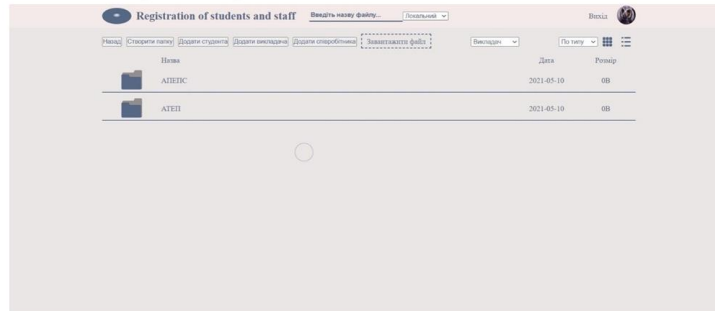 Registration of students and staff Введіть назву файлу... Локальний Вихід
Назад Створити папку Додати студента Додати викладача Додати співробітника Завантажити файл Викладач По типу
Назва Дата Розмір
АПЕПС 2021-05-10 0B
АТЕП 2021-05-10 0B